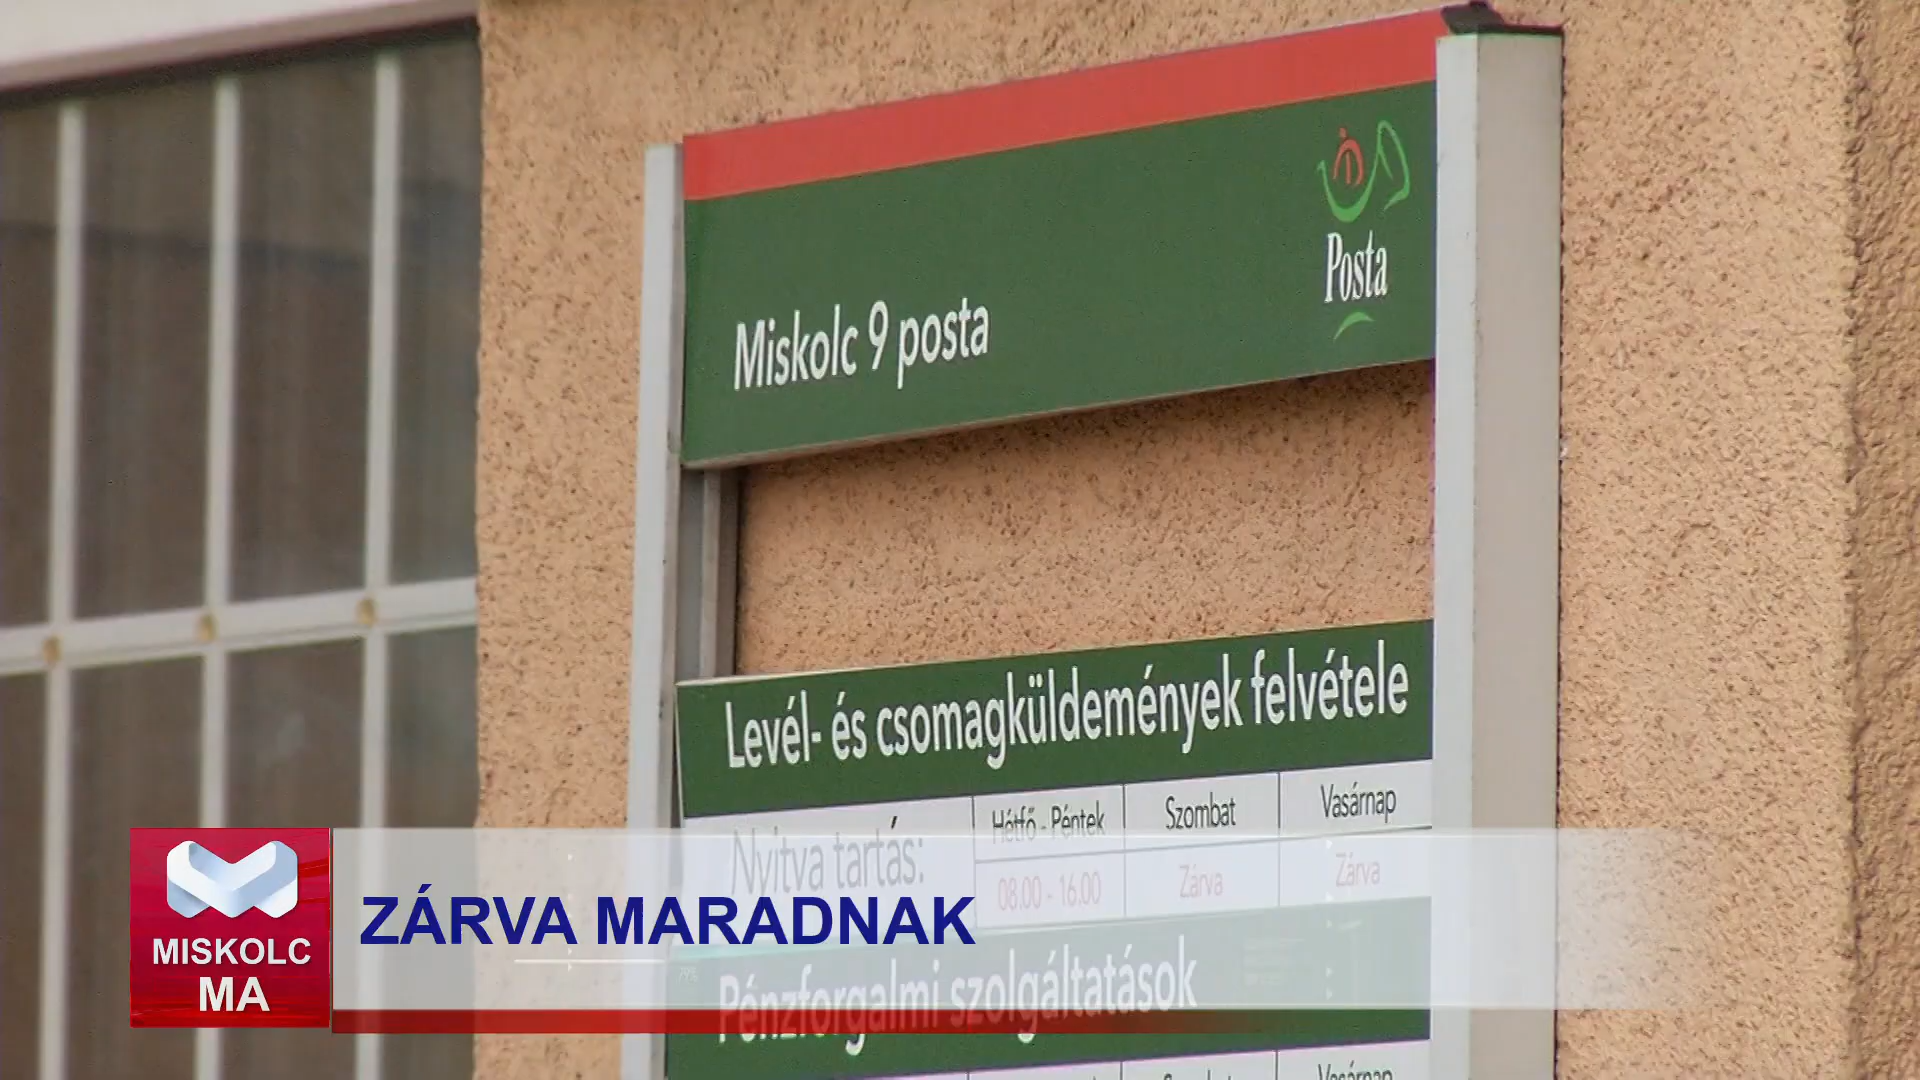 Posta
Miskolc 9 posta
Levél- és csomagküldemények felvétele
Nyitva tartás: Hétfő - Péntek Szombat Vasárnap
08.00 - 16.00 Zárva Zárva
ZÁRVA MARADNAK
MISKOLC
MA
Pénzforgalmi szolgáltatások
Vasárnap